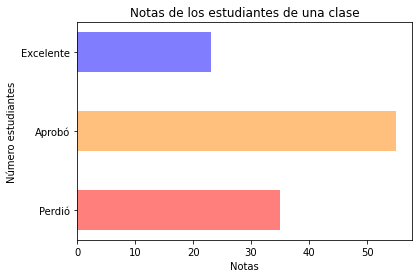 Notas de los estudiantes de una clase
Número estudiantes
Excelente
Aprobó
Perdió
0 10 20 30 40 50
Notas